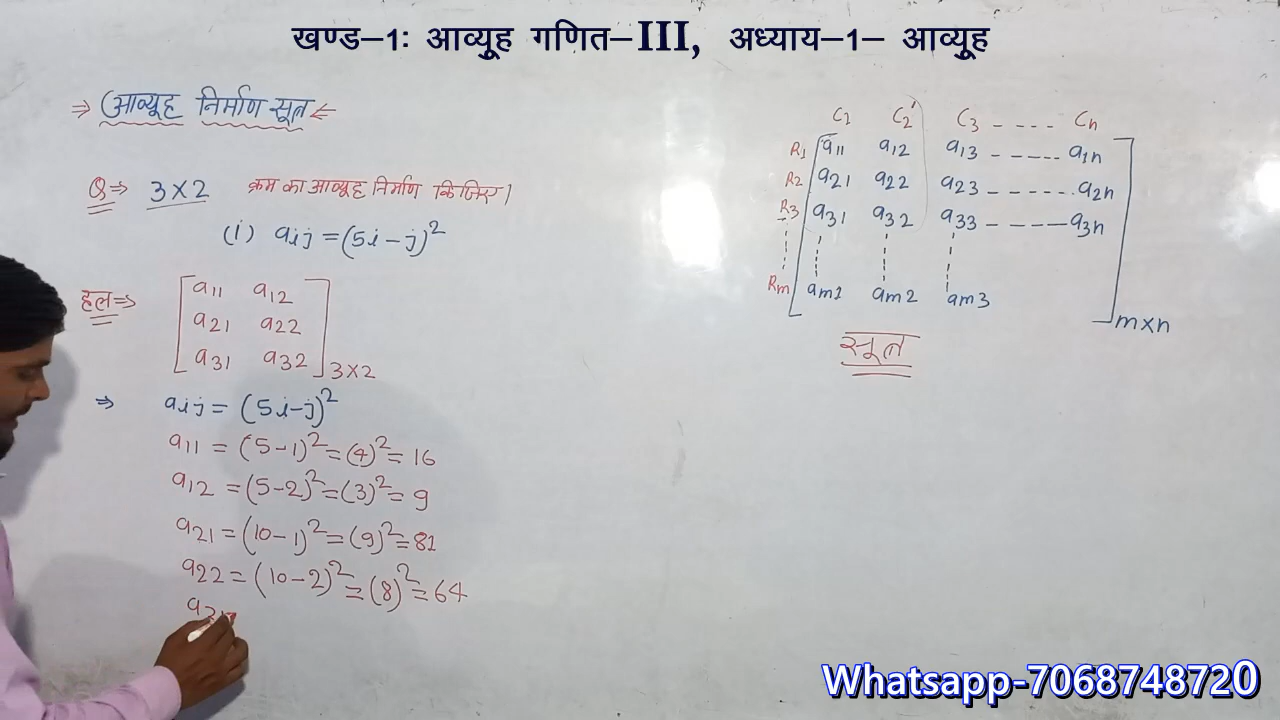 खण्ड–1: आव्यूह गणित–III, अध्याय–1– आव्यूह
⇒ (आव्यूह निर्माण सूत्र ⇐
Q ⇒ 3×2 क्रम का आव्यूह निर्माण किजिए।
(i) aij = (5i – j)²
हल ⇒
a11 a12
a21 a22
a31 a32
3×2
⇒ aij = (5i–j)²
a11 = (5–1)² = (4)² = 16
a12 = (5–2)² = (3)² = 9
a21 = (10–1)² = (9)² = 81
a22 = (10–2)² = (8)² = 64
C1 C2 C3 - - - - Cn
R1 a11 a12 a13 - - - - - a1n
R2 a21 a22 a23 - - - - - - a2n
R3 a31 a32 a33 - - - - - a3n
Rm am1 am2 am3
m×n
सूत्र
Whatsapp-7068748720